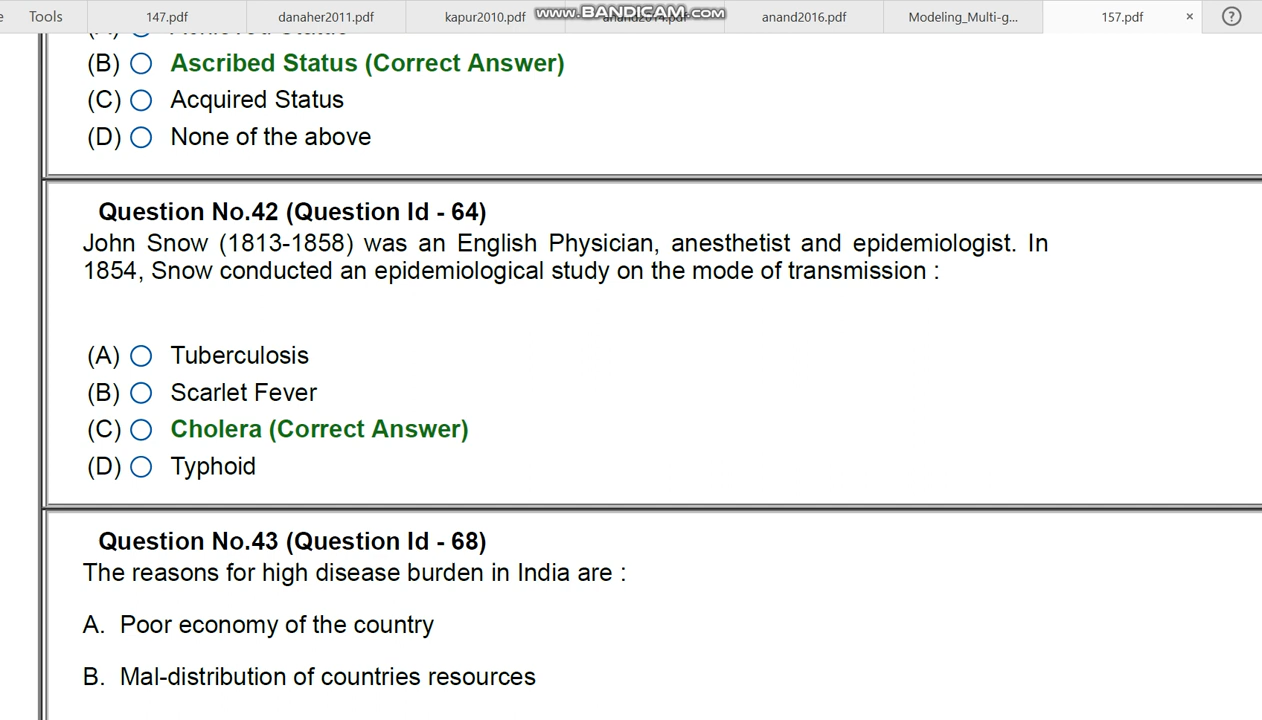 e Tools 147.pdf danaher2011.pdf kapur2010.pdf anand2014.pdf anand2016.pdf Modeling_Multi-g... 157.pdf × ?
www.BANDICAM.com
(B) Ascribed Status (Correct Answer)
(C) Acquired Status
(D) None of the above
Question No.42 (Question Id - 64)
John Snow (1813-1858) was an English Physician, anesthetist and epidemiologist. In
1854, Snow conducted an epidemiological study on the mode of transmission :
(A) Tuberculosis
(B) Scarlet Fever
(C) Cholera (Correct Answer)
(D) Typhoid
Question No.43 (Question Id - 68)
The reasons for high disease burden in India are :
A. Poor economy of the country
B. Mal-distribution of countries resources